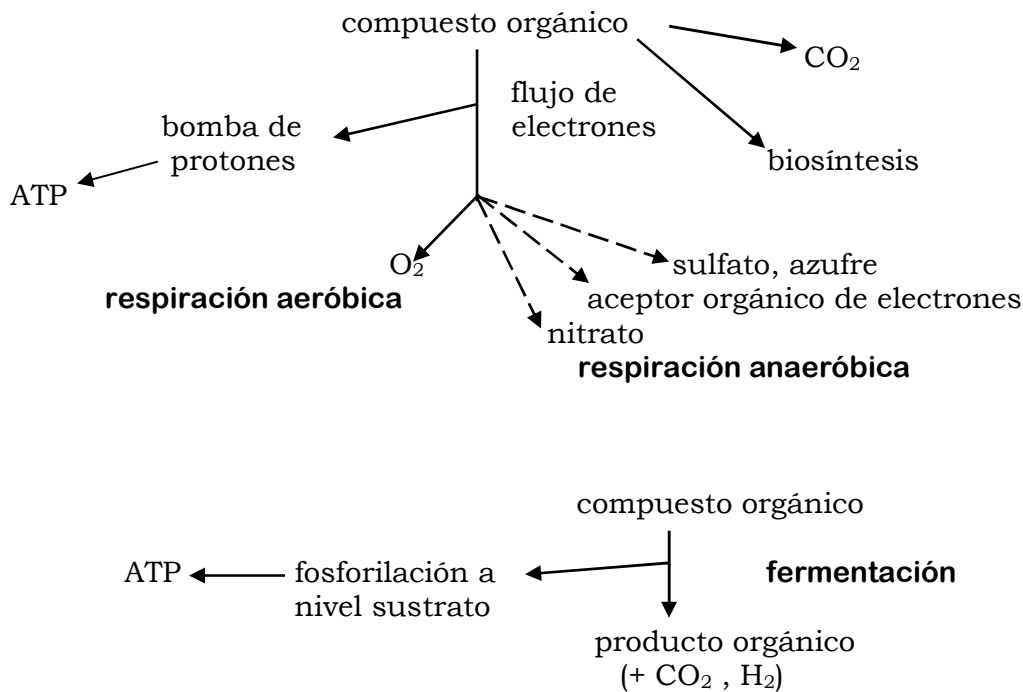 compuesto orgánico
CO₂
flujo de
electrones
bomba de
protones
biosíntesis
ATP
O₂
sulfato, azufre
respiración aeróbica
aceptor orgánico de electrones
nitrato
respiración anaeróbica
compuesto orgánico
ATP
fosforilación a
nivel sustrato
fermentación
producto orgánico
(+ CO₂ , H₂)